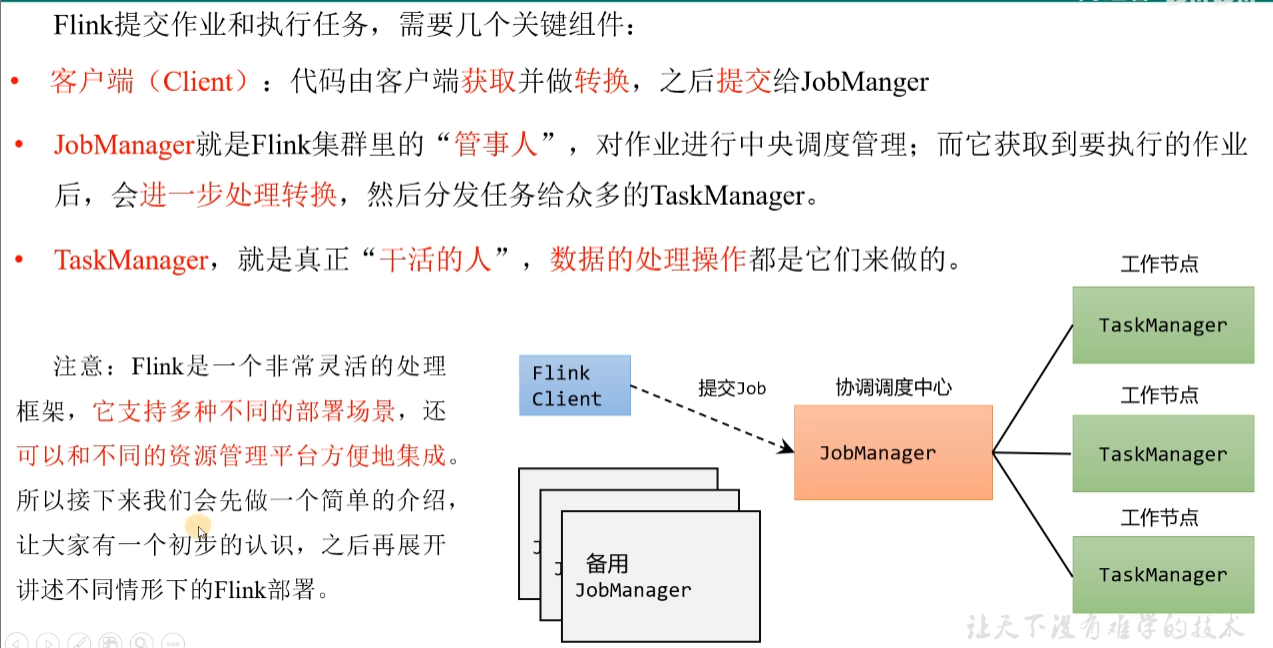 Flink提交作业和执行任务，需要几个关键组件：
• 客户端（Client）：代码由客户端获取并做转换，之后提交给JobManger
• JobManager就是Flink集群里的“管事人”，对作业进行中央调度管理；而它获取到要执行的作业
后，会进一步处理转换，然后分发任务给众多的TaskManager。
• TaskManager，就是真正“干活的人”，数据的处理操作都是它们来做的。
注意：Flink是一个非常灵活的处理
框架，它支持多种不同的部署场景，还
可以和不同的资源管理平台方便地集成。
所以接下来我们会先做一个简单的介绍，
让大家有一个初步的认识，之后再展开
讲述不同情形下的Flink部署。
Flink
Client
提交Job
协调调度中心
JobManager
工作节点
TaskManager
工作节点
TaskManager
工作节点
TaskManager
J
J
备用
JobManager
让天下没有难学的技术